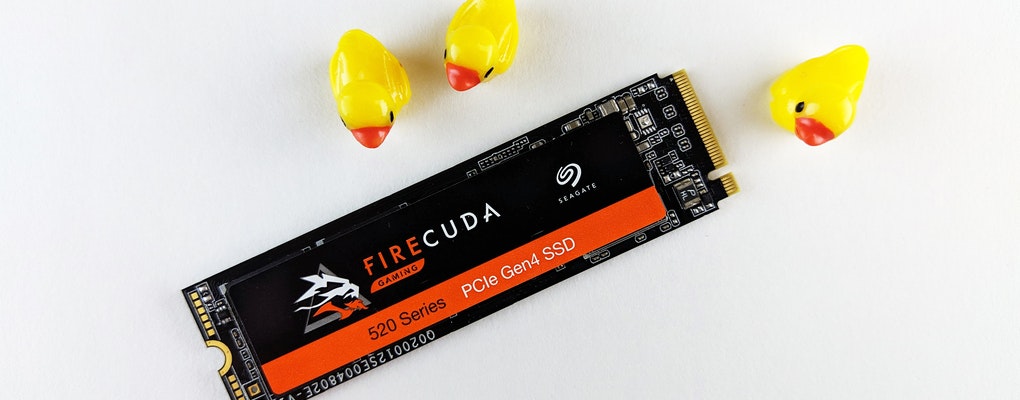 FIRECUDA
GAMING
SEAGATE
520 Series
PCIe Gen4 SSD